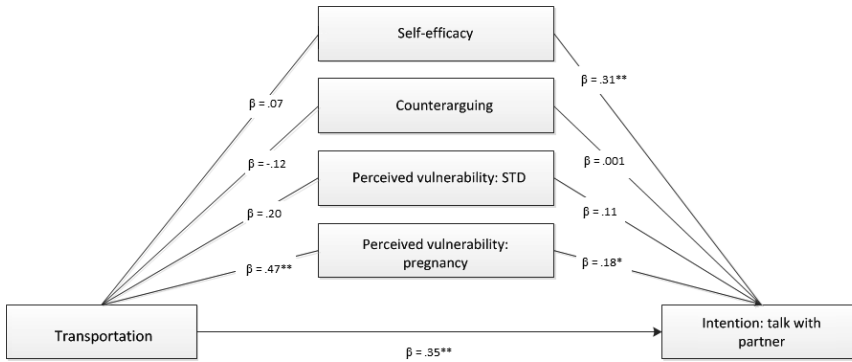 Self-efficacy
β = .31**
β = .07
Counterarguing
β = -.12
β = .001
Perceived vulnerability: STD
β = .20
β = .11
Perceived vulnerability:
pregnancy
β = .47**
β = .18*
Transportation
Intention: talk with
partner
β = .35**